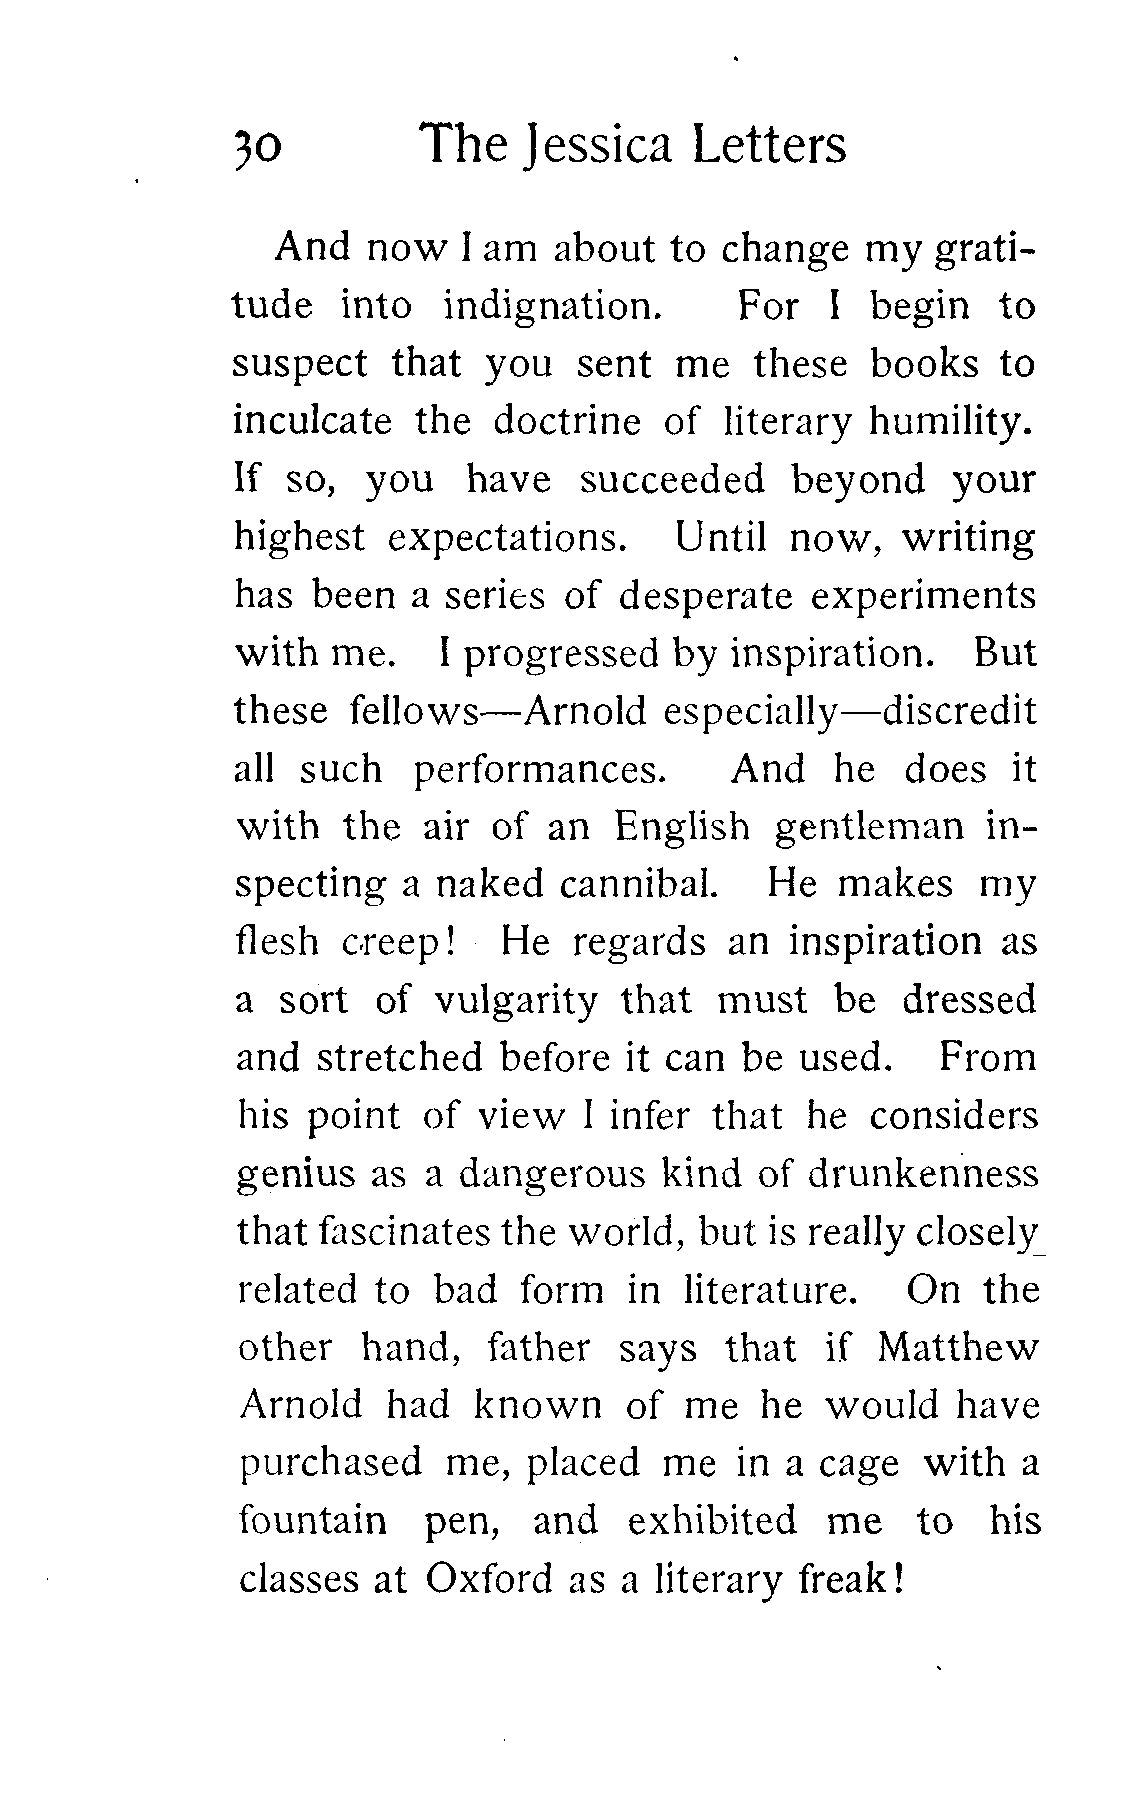 30 The Jessica Letters
And now I am about to change my grati-
tude into indignation. For I begin to
suspect that you sent me these books to
inculcate the doctrine of literary humility.
If so, you have succeeded beyond your
highest expectations. Until now, writing
has been a series of desperate experiments
with me. I progressed by inspiration. But
these fellows—Arnold especially—discredit
all such performances. And he does it
with the air of an English gentleman in-
specting a naked cannibal. He makes my
flesh creep! He regards an inspiration as
a sort of vulgarity that must be dressed
and stretched before it can be used. From
his point of view I infer that he considers
genius as a dangerous kind of drunkenness
that fascinates the world, but is really closely
related to bad form in literature. On the
other hand, father says that if Matthew
Arnold had known of me he would have
purchased me, placed me in a cage with a
fountain pen, and exhibited me to his
classes at Oxford as a literary freak!